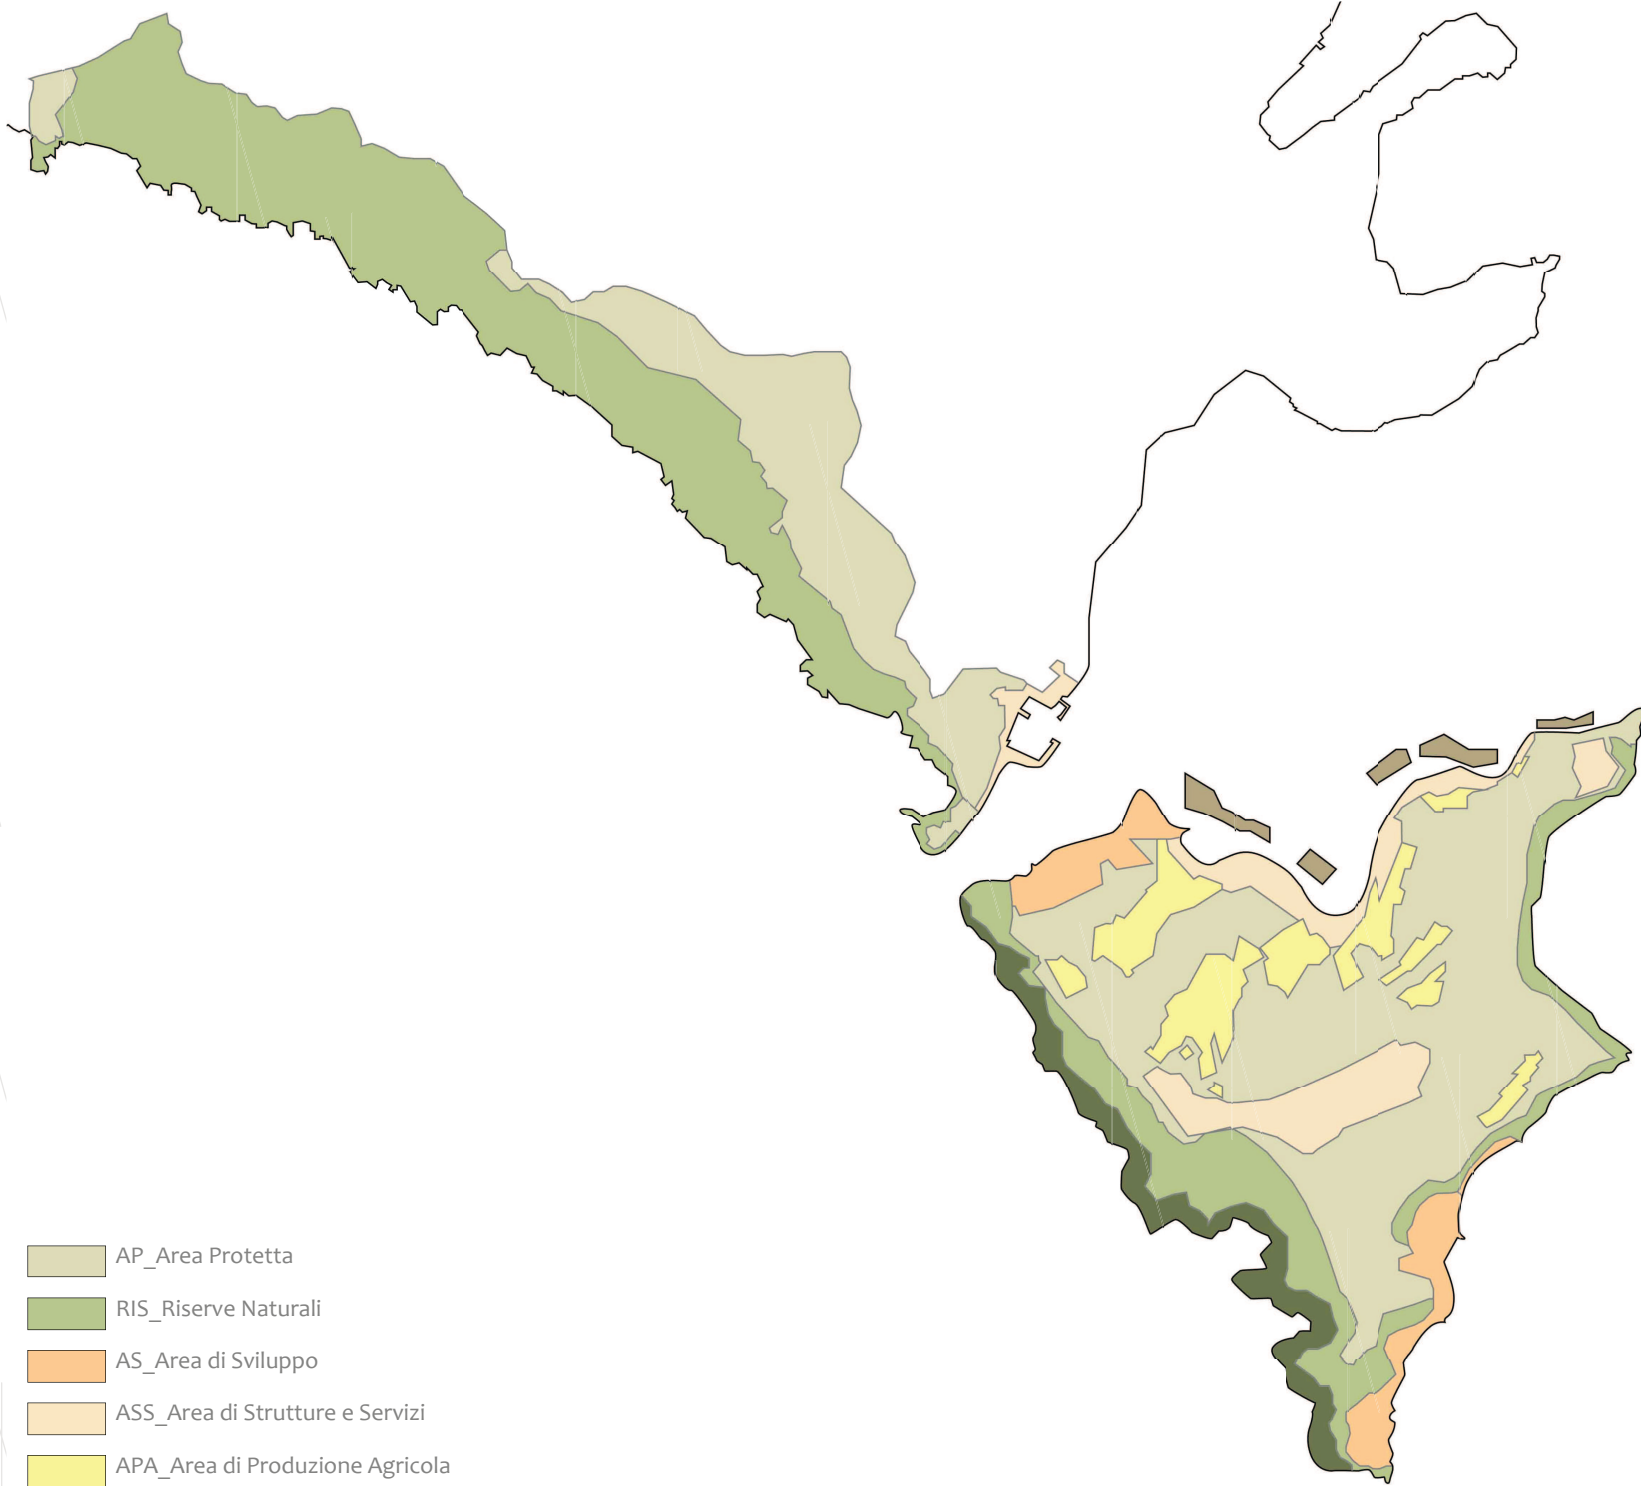 AP_Area Protetta
RIS_Riserve Naturali
AS_Area di Sviluppo
ASS_Area di Strutture e Servizi
APA_Area di Produzione Agricola